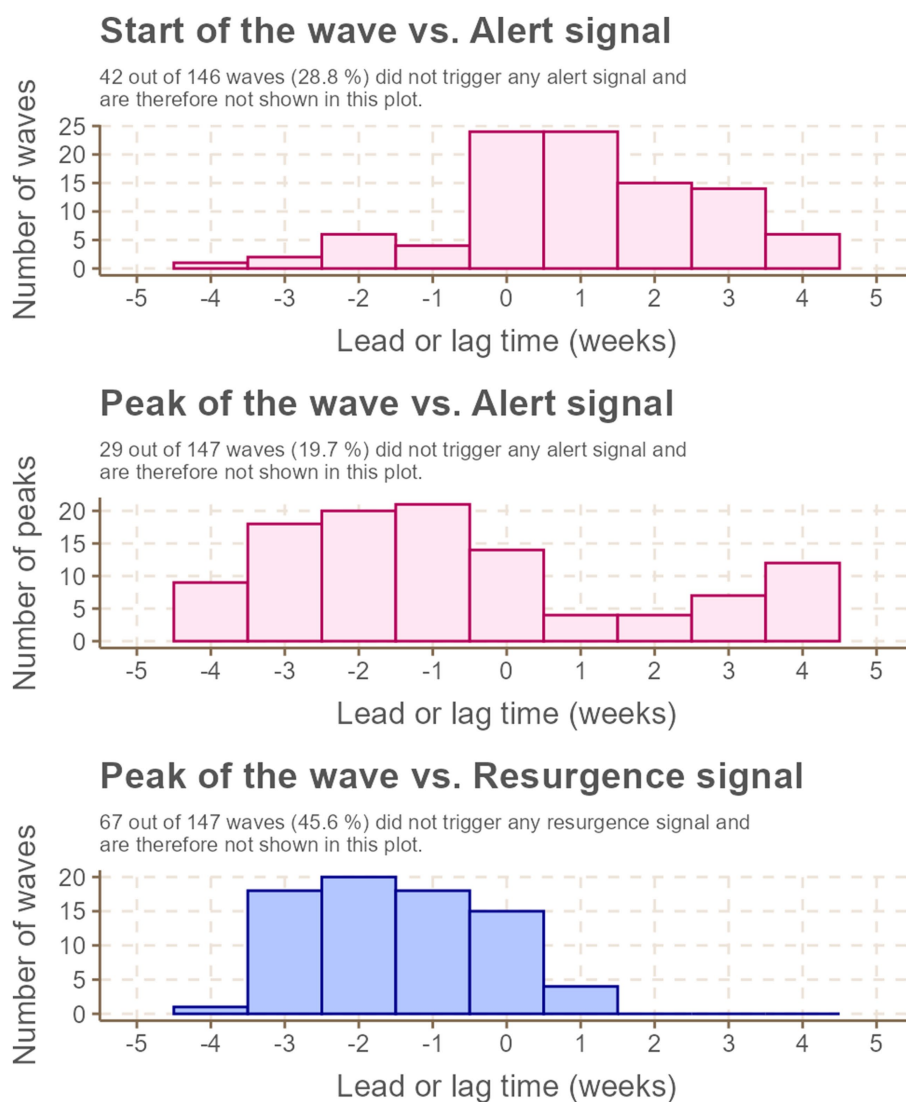 Start of the wave vs. Alert signal
42 out of 146 waves (28.8 %) did not trigger any alert signal and
are therefore not shown in this plot.
Number of waves
25
20
15
10
5
0
-5 -4 -3 -2 -1 0 1 2 3 4 5
Lead or lag time (weeks)
Peak of the wave vs. Alert signal
29 out of 147 waves (19.7 %) did not trigger any alert signal and
are therefore not shown in this plot.
Number of peaks
20
15
10
5
0
-5 -4 -3 -2 -1 0 1 2 3 4 5
Lead or lag time (weeks)
Peak of the wave vs. Resurgence signal
67 out of 147 waves (45.6 %) did not trigger any resurgence signal and
are therefore not shown in this plot.
Number of waves
20
15
10
5
0
-5 -4 -3 -2 -1 0 1 2 3 4 5
Lead or lag time (weeks)